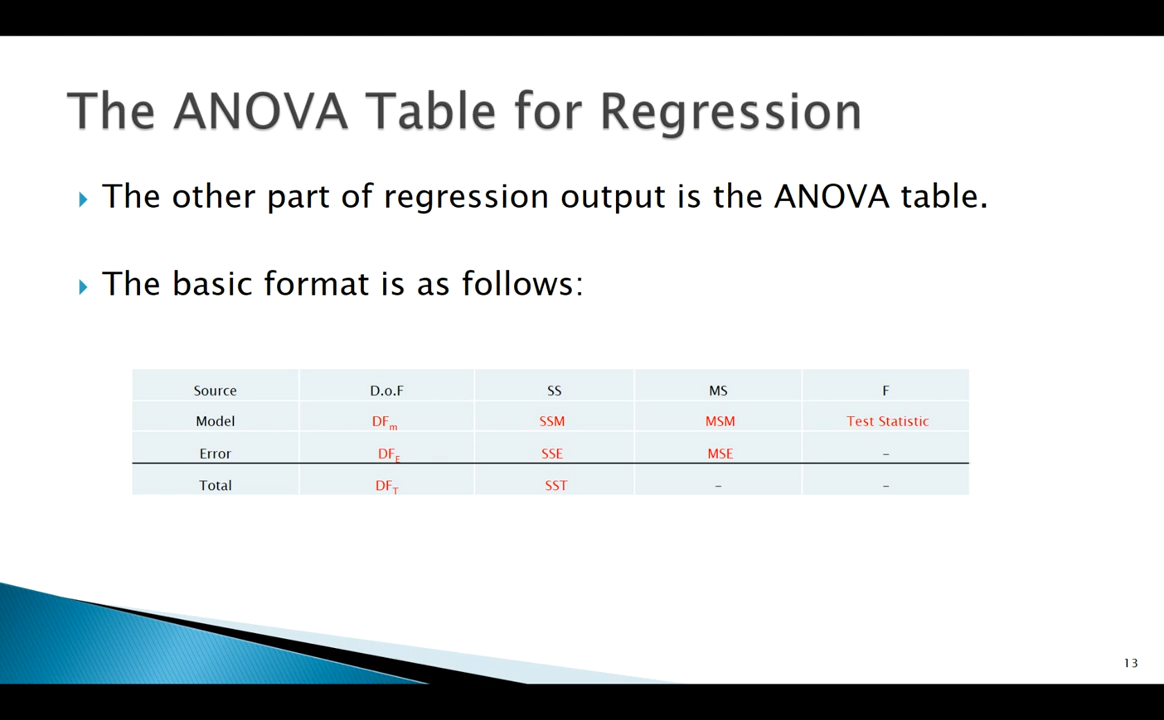 The ANOVA Table for Regression
The other part of regression output is the ANOVA table.
The basic format is as follows:
Source D.o.F SS MS F
Model DFm SSM MSM Test Statistic
Error DFE SSE MSE –
Total DFT SST – –
13